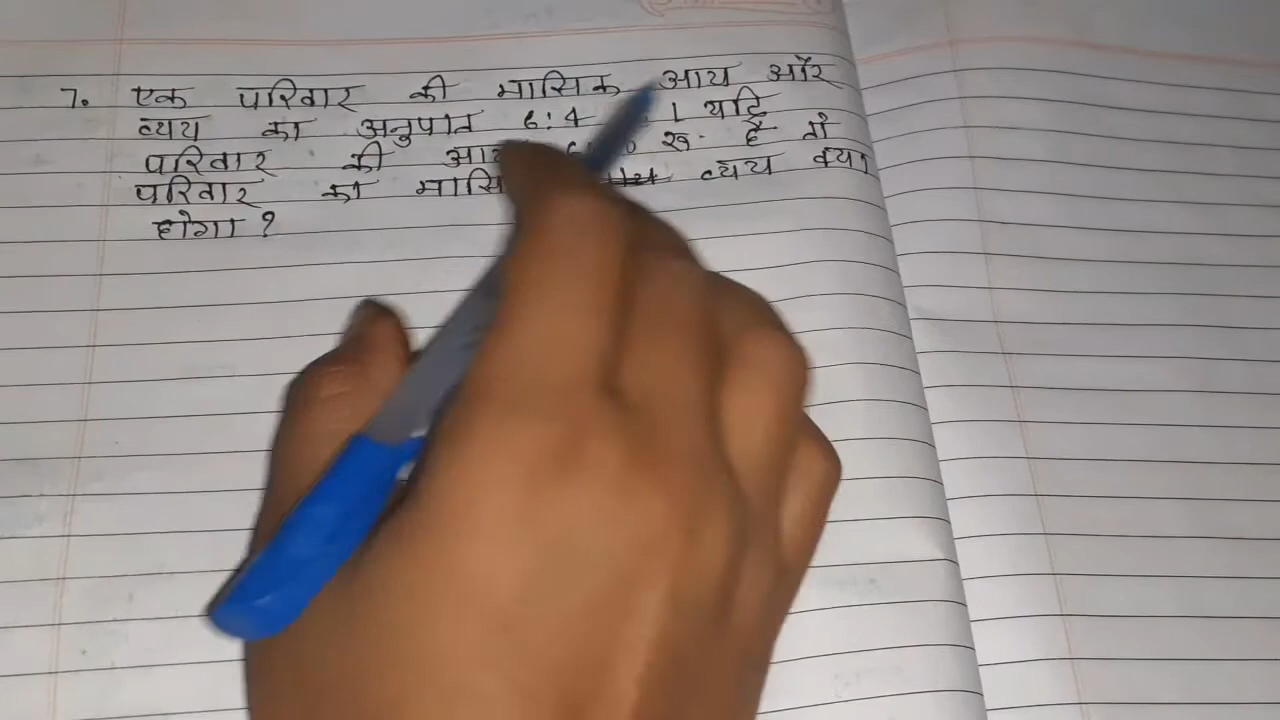 7. एक परिवार की मासिक आय और
व्यय का अनुपात 6:4 । यदि
परिवार की रु. है तो
परिवार का व्यय क्या
होगा ?